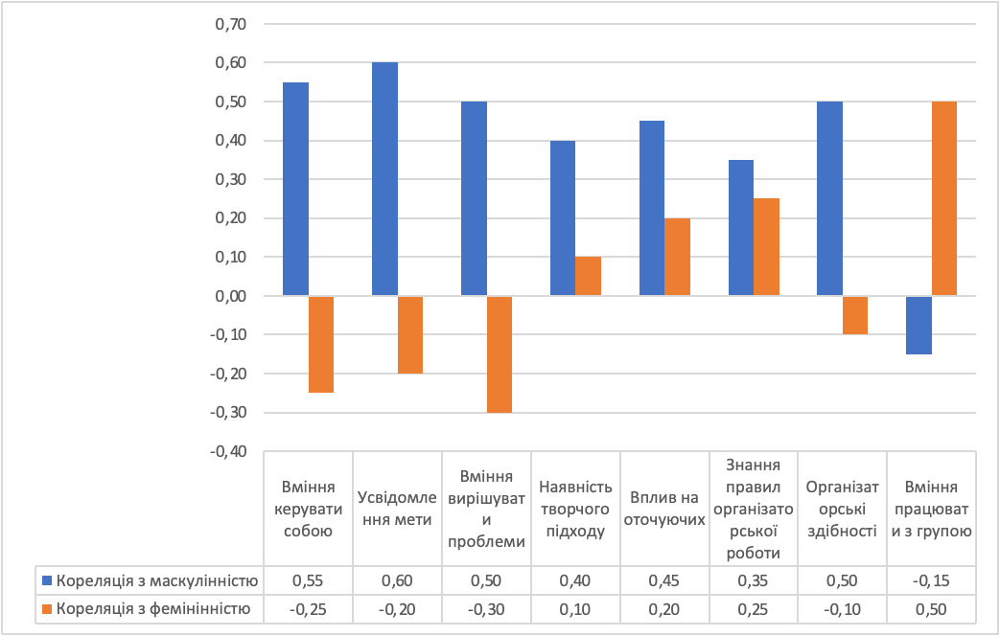 0,70
0,60
0,50
0,40
0,30
0,20
0,10
0,00
-0,10
-0,20
-0,30
-0,40
Вміння
керувати
собою
Усвідомле
ння мети
Вміння
вирішуват
и
проблеми
Наявність
творчого
підходу
Вплив на
оточуючих
Знання
правил
організато
рської
роботи
Організат
орські
здібності
Вміння
працюват
и з групою
Кореляція з маскулінністю 0,55 0,60 0,50 0,40 0,45 0,35 0,50 -0,15
Кореляція з фемінінністю -0,25 -0,20 -0,30 0,10 0,20 0,25 -0,10 0,50